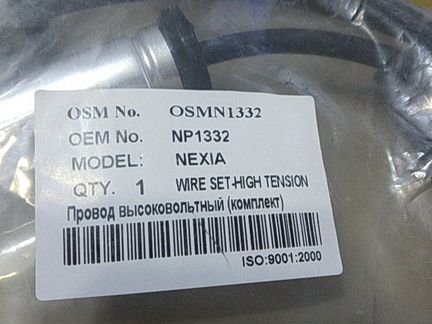 OSM No. OSMN1332
OEM No. NP1332
MODEL: NEXIA
QTY. 1 WIRE SET-HIGH TENSION
Провод высоковольтный (комплект)
ISO:9001:2000